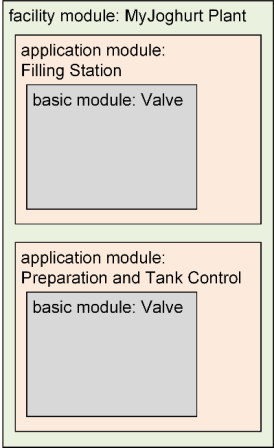 facility module: MyJoghurt Plant
application module:
Filling Station
basic module: Valve
application module:
Preparation and Tank Control
basic module: Valve